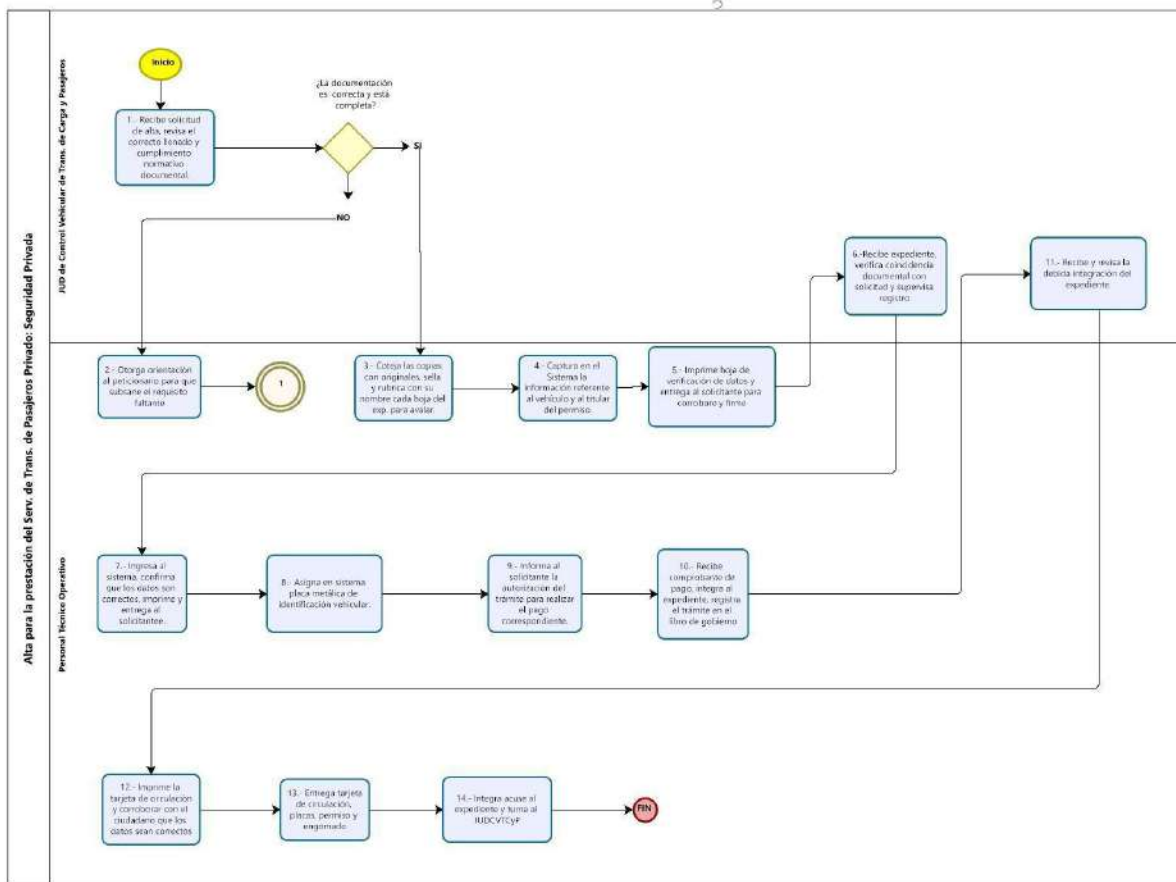 Alta para la prestación del Serv. de Trans. de Pasajeros Privado: Seguridad Privada
JUD de Control Vehicular de Trans. de Carga y Pasajeros
Inicio
1.- Recibe solicitud
de alta, revisa el
correcto llenado y
cumplimiento
normativo
documental
¿La documentación
es correcta y está
completa?
SI
NO
6.-Recibe expediente,
verifica coincidencia
documental con
solicitud y supervisa
registro
11.- Recibe y revisa la
debida integración del
expediente
Personal Técnico Operativo
2.- Otorga orientación
al peticionario para que
subsane el requisito
faltante
1
3.- Coteja las copias
con originales, sella
y rubrica con su
nombre cada hoja del
exp. para avalar.
4.- Captura en el
Sistema la
información referente
al vehículo y al titular
del permiso.
5.- Imprime hoja de
verificación de datos y
entrega al solicitante para
corrobore y firme
7.- Ingresa al
sistema, confirma
que los datos son
correctos, imprime y
entrega al
solicitantee.
8.- Asigna en sistema
placa metálica de
identificación vehicular.
9.- Informa al
solicitante la
autorización del
trámite para realizar
el pago
correspondiente.
10.- Recibe
comprobante de
pago, integra al
expediente, registra
el trámite en el
libro de gobierno
12.- Imprime la
tarjeta de circulación
y corroborar con el
ciudadano que los
datos sean correctos
13.- Entrega tarjeta
de circulación,
placas, permiso y
engomado
14.- Integra acuse al
expediente y turna al
JUDCVTCyP
FIN